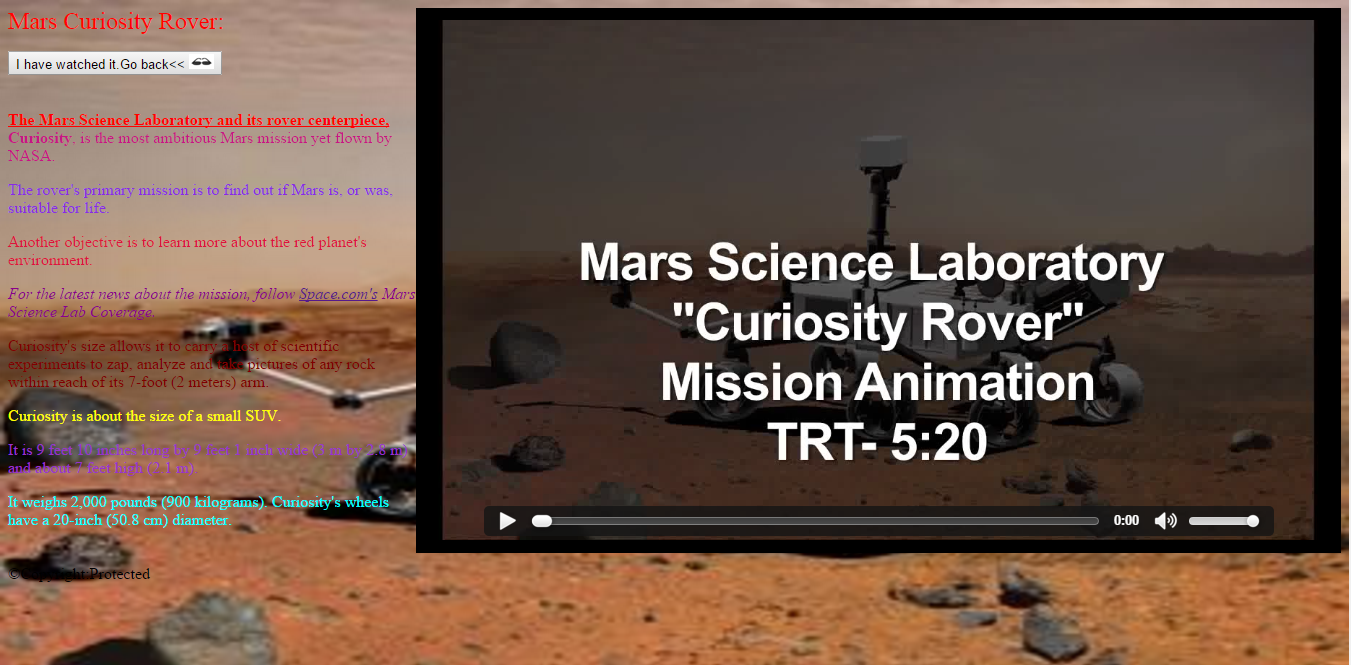 Mars Curiosity Rover:
I have watched it.Go back<<
The Mars Science Laboratory and its rover centerpiece,
Curiosity, is the most ambitious Mars mission yet flown by
NASA.
The rover's primary mission is to find out if Mars is, or was,
suitable for life.
Another objective is to learn more about the red planet's
environment.
For the latest news about the mission, follow Space.com's Mars
Science Lab Coverage.
Curiosity's size allows it to carry a host of scientific
experiments to zap, analyze and take pictures of any rock
within reach of its 7-foot (2 meters) arm.
Curiosity is about the size of a small SUV.
It is 9 feet 10 inches long by 9 feet 1 inch wide (3 m by 2.8 m)
and about 7 feet high (2.1 m).
It weighs 2,000 pounds (900 kilograms). Curiosity's wheels
have a 20-inch (50.8 cm) diameter.
©Copyright Protected
Mars Science Laboratory
"Curiosity Rover"
Mission Animation
TRT- 5:20
0:00